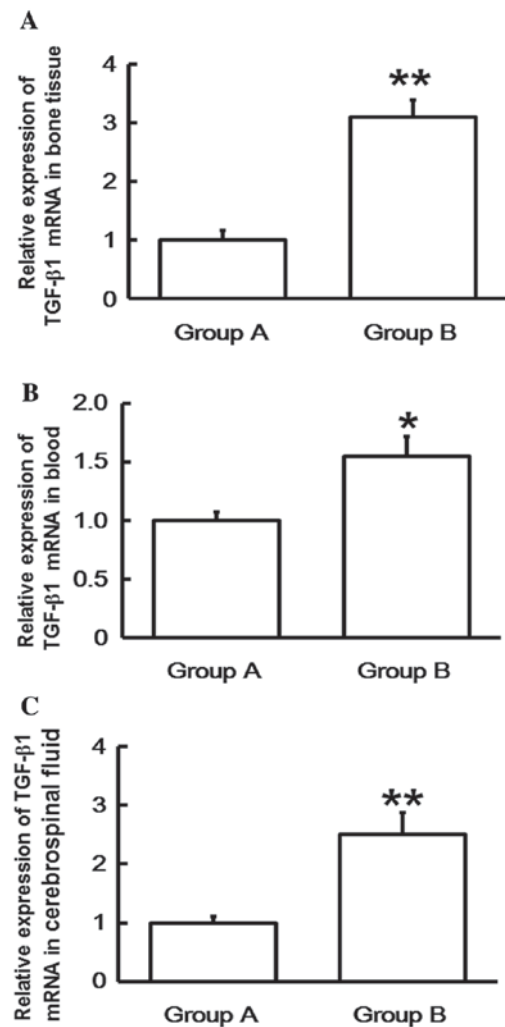 A
Relative expression of
TGF-β1 mRNA in bone tissue
4
3
2
1
0
**
Group A
Group B
B
Relative expression of
TGF-β1 mRNA in blood
2.0
1.5
1.0
0.5
0
*
Group A
Group B
C
Relative expression of TGF-β1
mRNA in cerebrospinal fluid
4
3
2
1
0
**
Group A
Group B